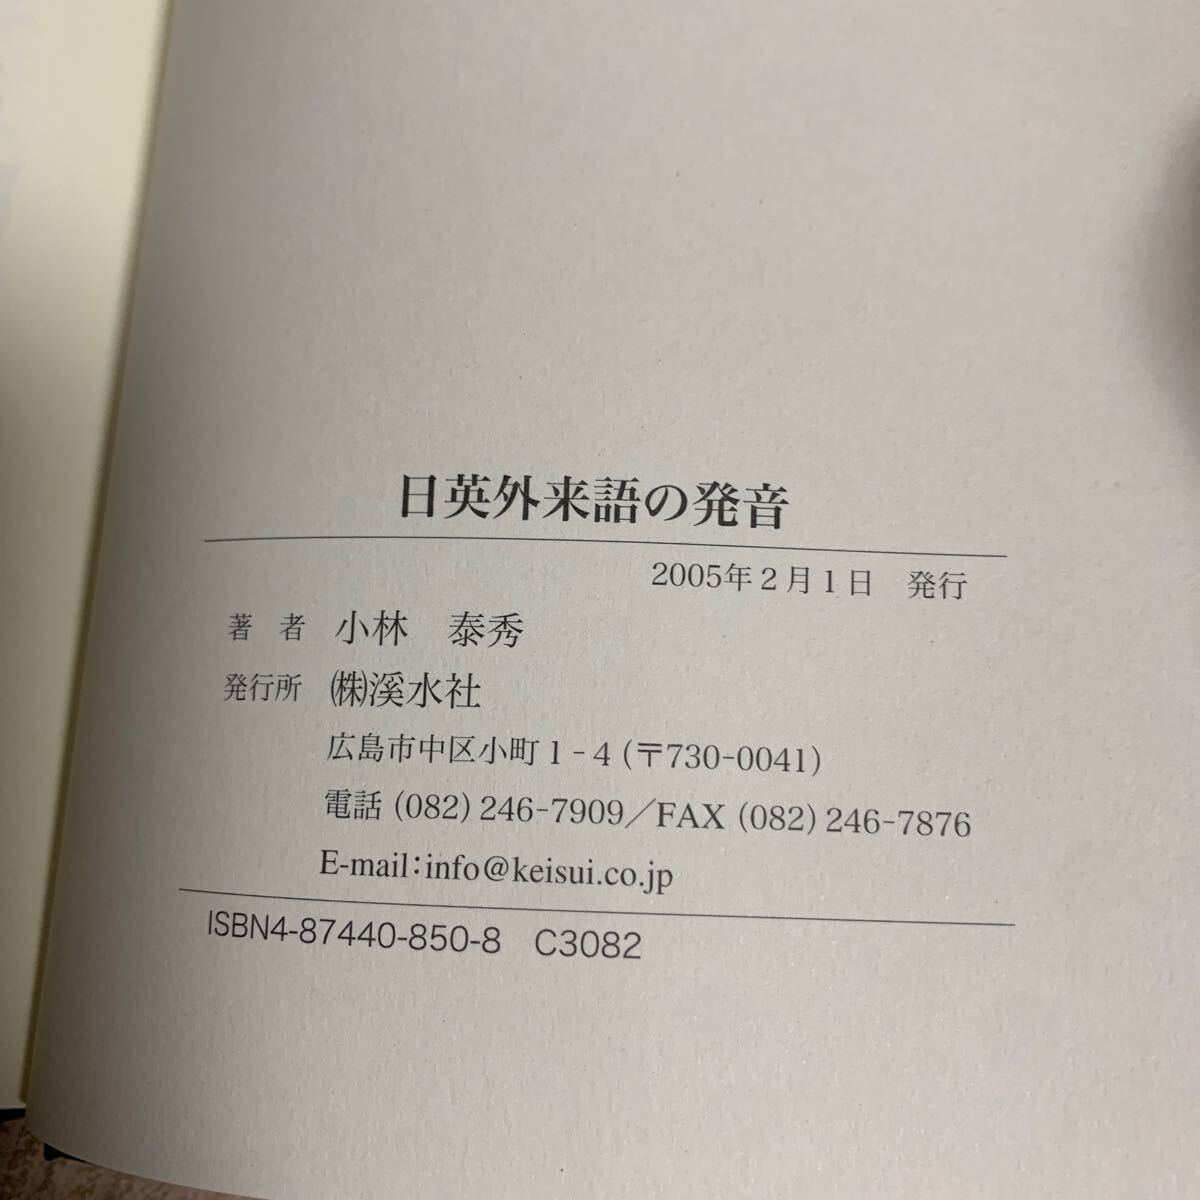 日英外来語の発音
2005年2月1日　発行
著　者　小林　泰秀
発行所　㈱溪水社
広島市中区小町1-4(〒730-0041)
電話(082)246-7909／FAX(082)246-7876
E-mail:info@keisui.co.jp
ISBN4-87440-850-8　C3082